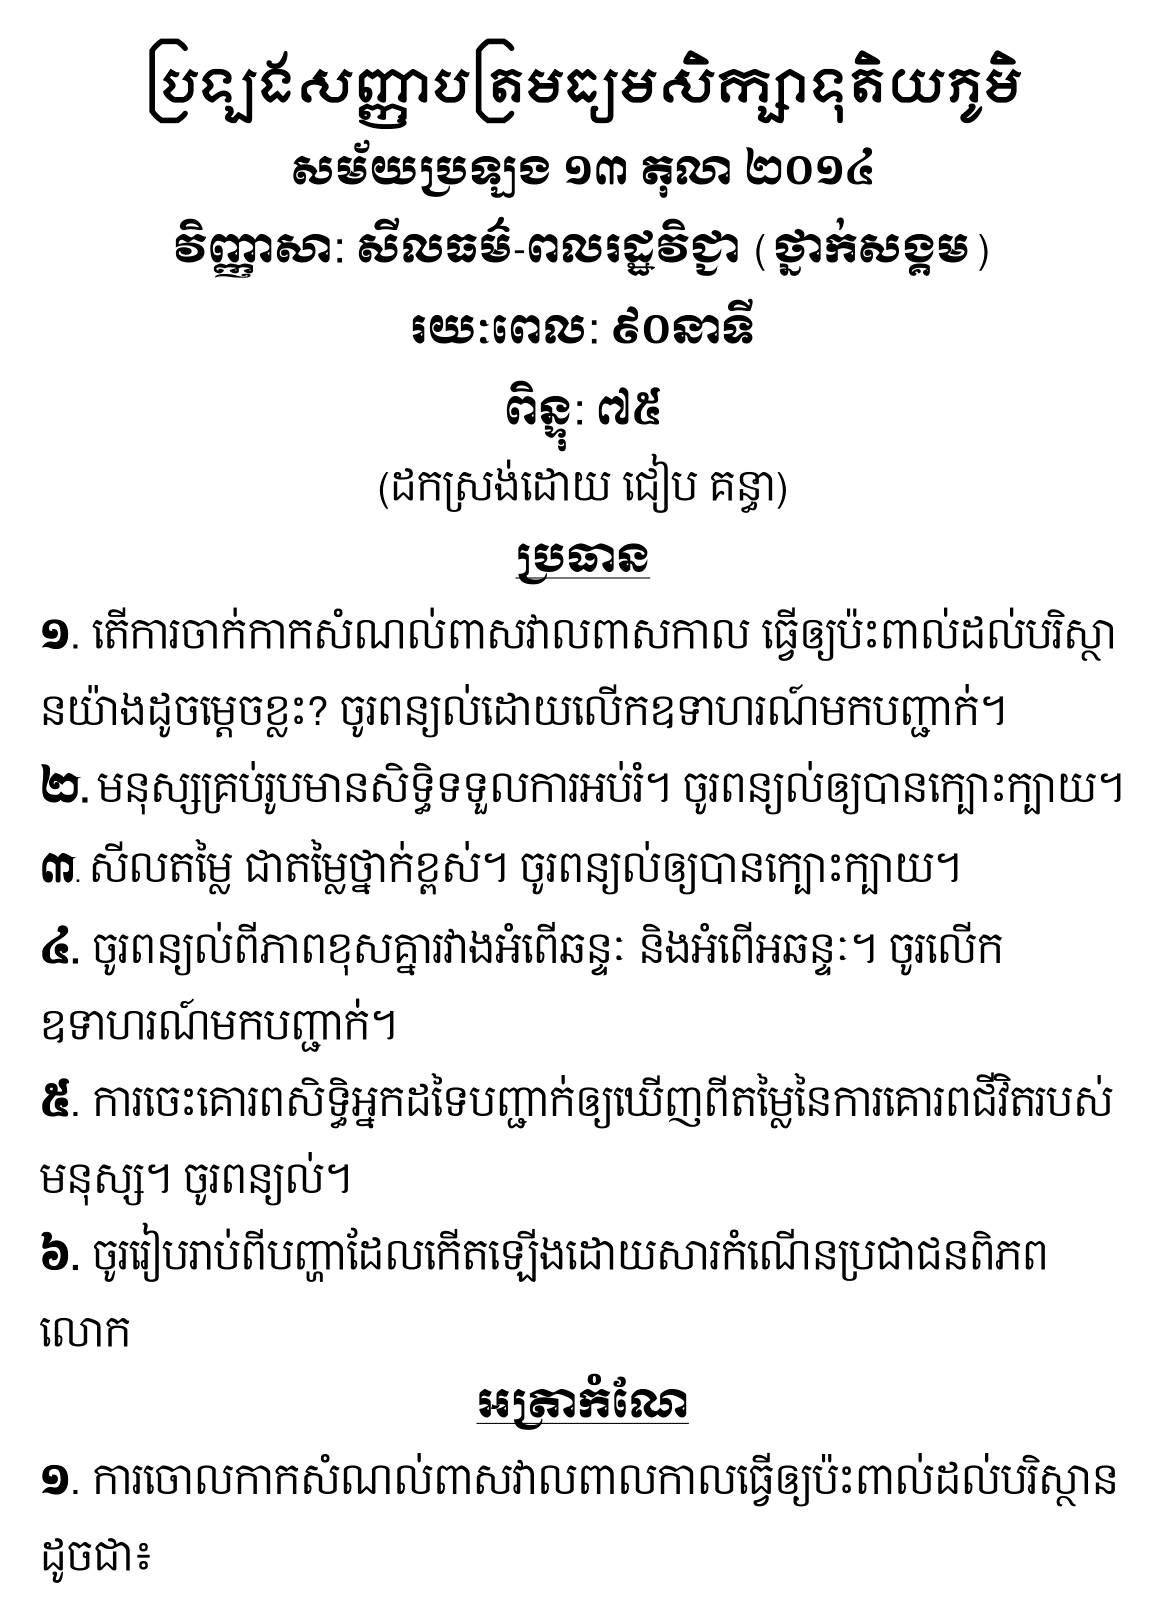 ប្រឡងសញ្ញាបត្រមធ្យមសិក្សាទុតិយភូមិ
សម័យប្រឡង ១៣ តុលា ២០១៤
វិញ្ញាសា: សីលធម៌-ពលរដ្ឋវិជ្ជា (ថ្នាក់សង្គម)
រយៈពេល: ៩០នាទី
ពិន្ទុ: ៧៥
(ដកស្រង់ដោយ ជៀប គន្ធា)
ប្រធាន
១. តើការចាក់កាកសំណល់ពាសវាលពាសកាល ធ្វើឲ្យប៉ះពាល់ដល់បរិស្ថា
នយ៉ាងដូចម្ដេចខ្លះ? ចូរពន្យល់ដោយលើកឧទាហរណ៍មកបញ្ជាក់។
២. មនុស្សគ្រប់រូបមានសិទ្ធិទទួលការអប់រំ។ ចូរពន្យល់ឲ្យបានក្បោះក្បាយ។
៣. សីលតម្លៃ ជាតម្លៃថ្នាក់ខ្ពស់។ ចូរពន្យល់ឲ្យបានក្បោះក្បាយ។
៤. ចូរពន្យល់ពីភាពខុសគ្នារវាងអំពើឆន្ទៈ និងអំពើអឆន្ទៈ។ ចូរលើក
ឧទាហរណ៍មកបញ្ជាក់។
៥. ការចេះគោរពសិទ្ធិអ្នកដទៃបញ្ជាក់ឲ្យឃើញពីតម្លៃនៃការគោរពជីវិតរបស់
មនុស្ស។ ចូរពន្យល់។
៦. ចូររៀបរាប់ពីបញ្ហាដែលកើតឡើងដោយសារកំណើនប្រជាជនពិភព
លោក
អត្រាកំណែ
១. ការចោលកាកសំណល់ពាសវាលពាលកាលធ្វើឲ្យប៉ះពាល់ដល់បរិស្ថាន
ដូចជា៖